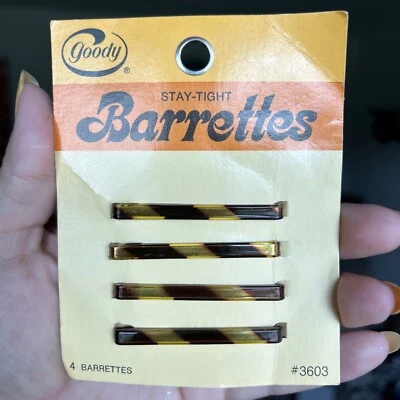 Goody®
STAY-TIGHT
Barrettes
4 BARRETTES
#3603